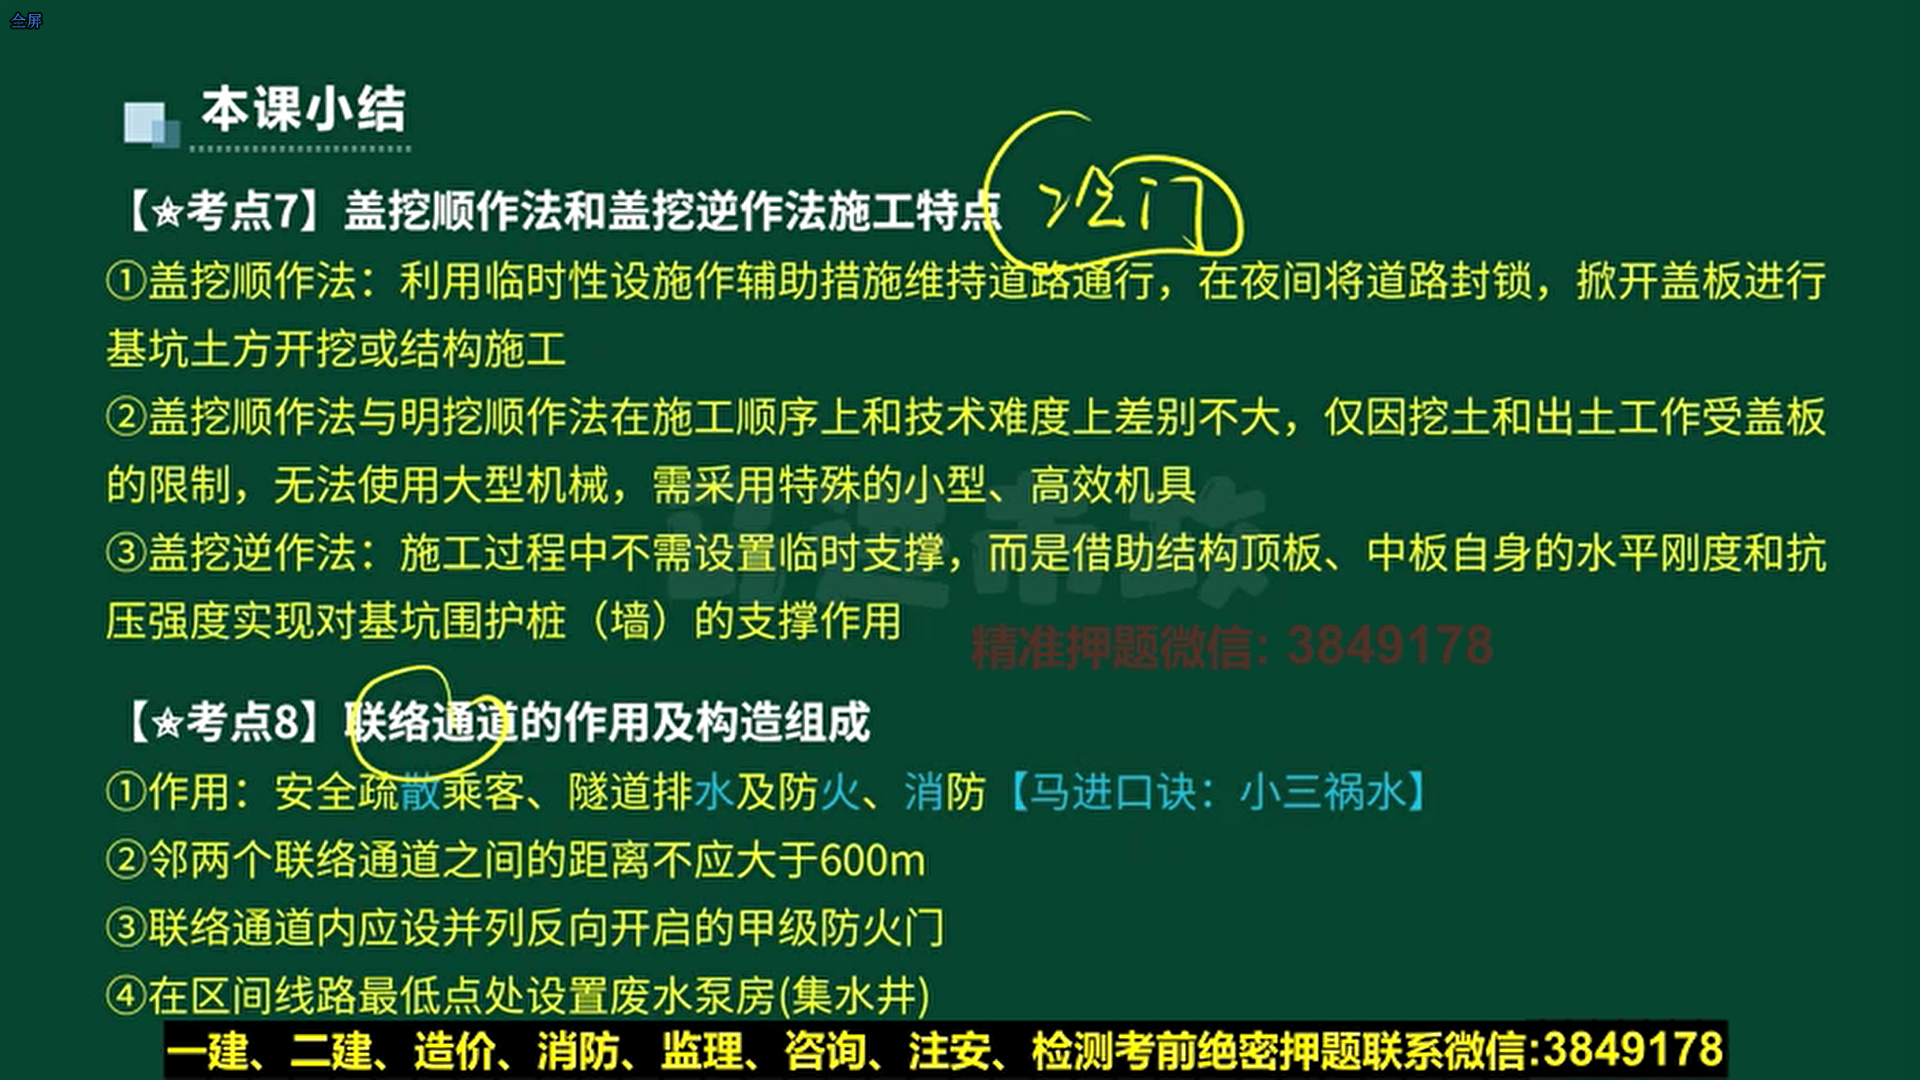 全屏
本课小结
【☆考点7】盖挖顺作法和盖挖逆作法施工特点
冷门
①盖挖顺作法：利用临时性设施作辅助措施维持道路通行，在夜间将道路封锁，掀开盖板进行
基坑土方开挖或结构施工
②盖挖顺作法与明挖顺作法在施工顺序上和技术难度上差别不大，仅因挖土和出土工作受盖板
的限制，无法使用大型机械，需采用特殊的小型、高效机具
③盖挖逆作法：施工过程中不需设置临时支撑，而是借助结构顶板、中板自身的水平刚度和抗
压强度实现对基坑围护桩（墙）的支撑作用
马进市政
精准押题微信: 3849178
【☆考点8】联络通道的作用及构造组成
①作用：安全疏散乘客、隧道排水及防火、消防【马进口诀：小三祸水】
②邻两个联络通道之间的距离不应大于600m
③联络通道内应设并列反向开启的甲级防火门
④在区间线路最低点处设置废水泵房(集水井)
一建、二建、造价、消防、监理、咨询、注安、检测考前绝密押题联系微信:3849178